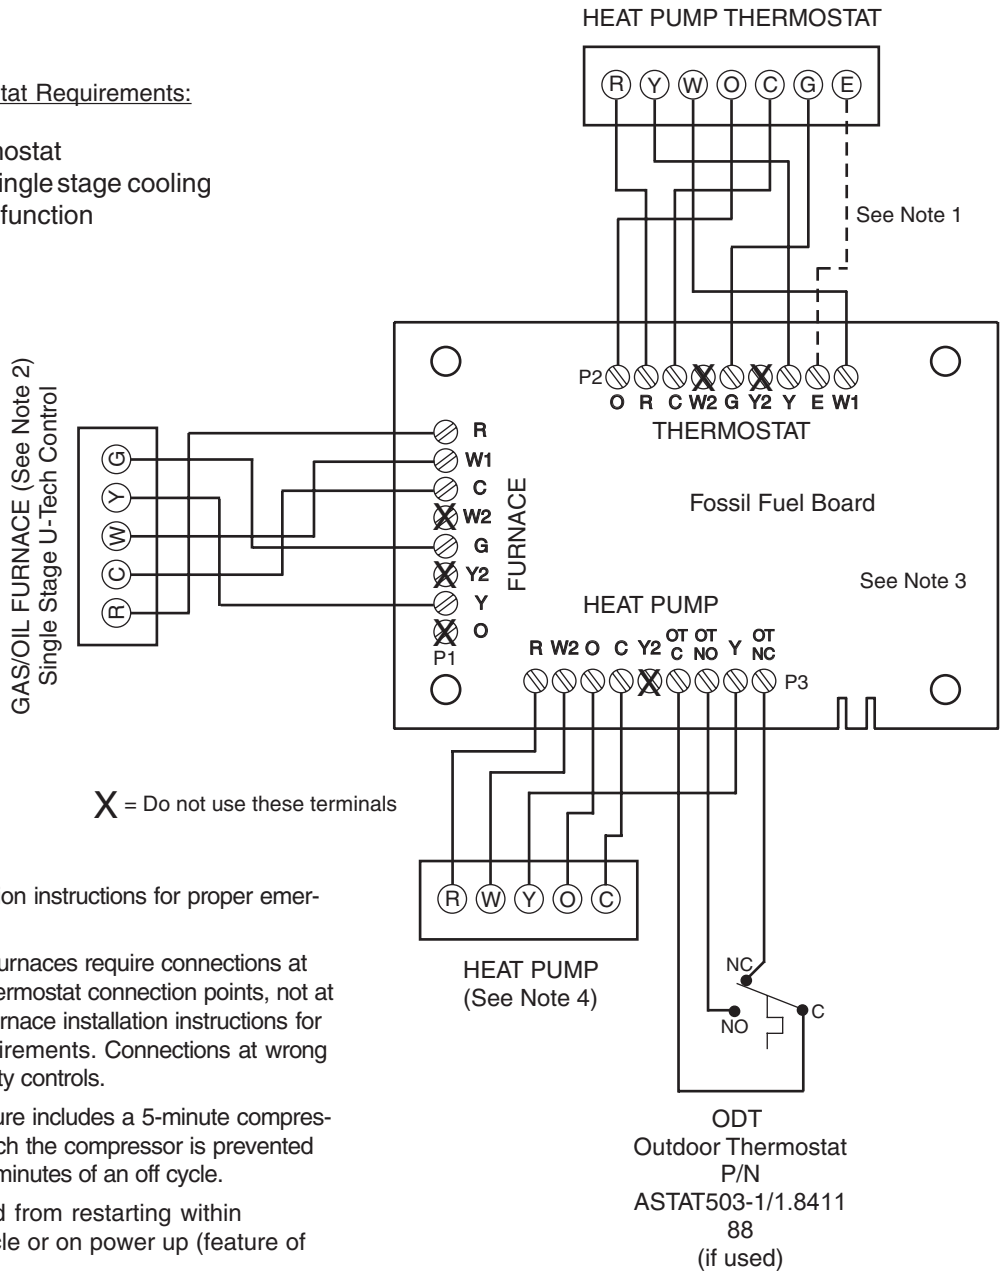 HEAT PUMP THERMOSTAT
R Y W O C G E
tat Requirements:
nostat
ingle stage cooling
function
See Note 1
GAS/OIL FURNACE (See Note 2)
Single Stage U-Tech Control
G
Y
W
C
R
P2
O R C W2 G Y2 Y E W1
THERMOSTAT
R
W1
C
W2
G
Y2
Y
O
P1
FURNACE
Fossil Fuel Board
See Note 3
HEAT PUMP
R W2 O C Y2 OT C OT NO Y OT NC
P3
X = Do not use these terminals
R W Y O C
HEAT PUMP
(See Note 4)
NC
NO
C
ODT
Outdoor Thermostat
P/N
ASTAT503-1/1.8411
88
(if used)
on instructions for proper emer-
urnaces require connections at
ermostat connection points, not at
rnace installation instructions for
irements. Connections at wrong
ty controls.
ure includes a 5-minute compres-
ch the compressor is prevented
minutes of an off cycle.
d from restarting within
cle or on power up (feature of